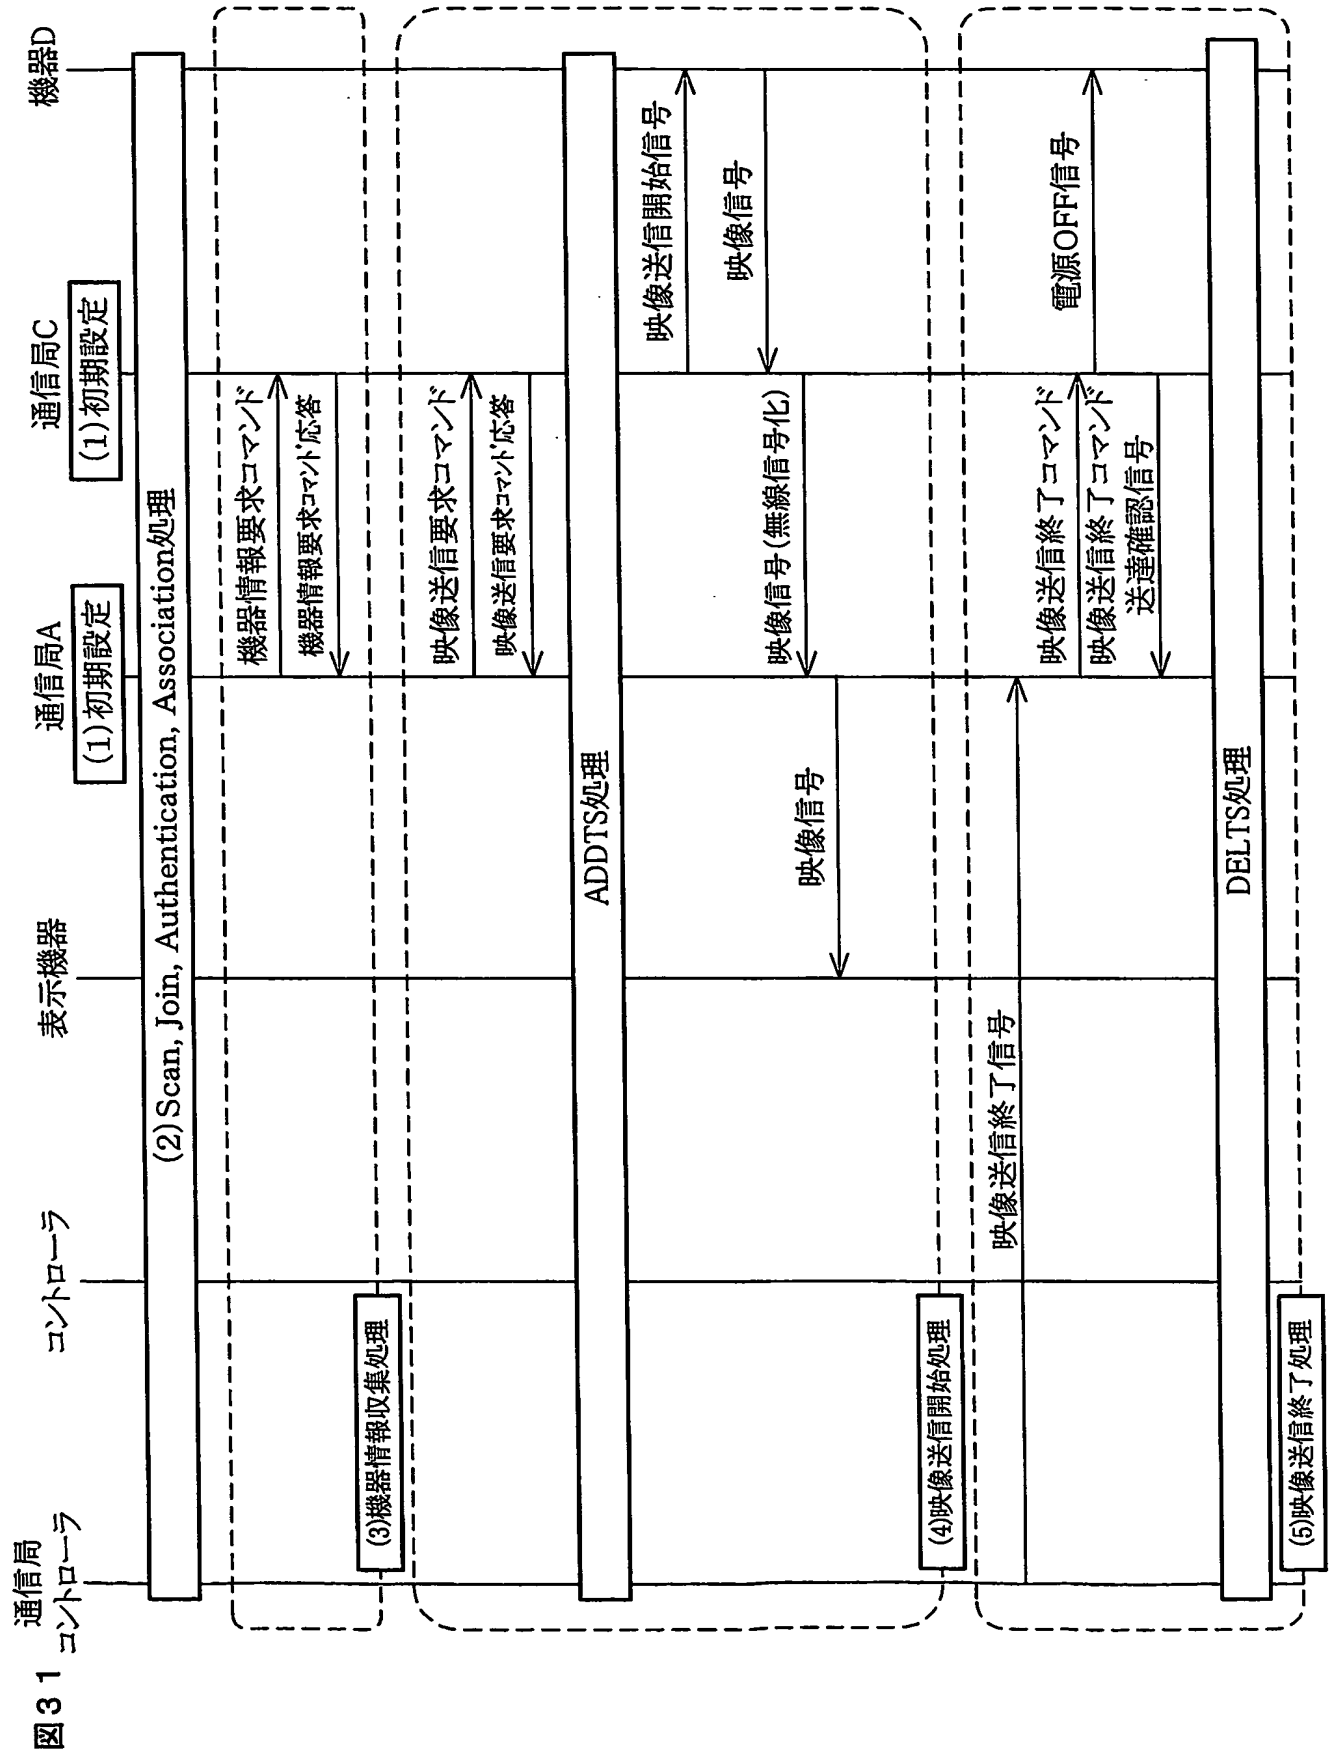 図31
通信局
コントローラ
コントローラ
表示機器
通信局A
通信局C
機器D
(1)初期設定
(1)初期設定
(2) Scan, Join, Authentication, Association処理
機器情報要求コマンド
機器情報要求コマンド応答
(3)機器情報収集処理
映像送信要求コマンド
映像送信要求コマンド応答
ADDTS処理
映像送信開始信号
映像信号
映像信号(無線信号化)
映像信号
(4)映像送信開始処理
映像送信終了信号
映像送信終了コマンド
電源OFF信号
映像送信終了コマンド
送達確認信号
DELTS処理
(5)映像送信終了処理